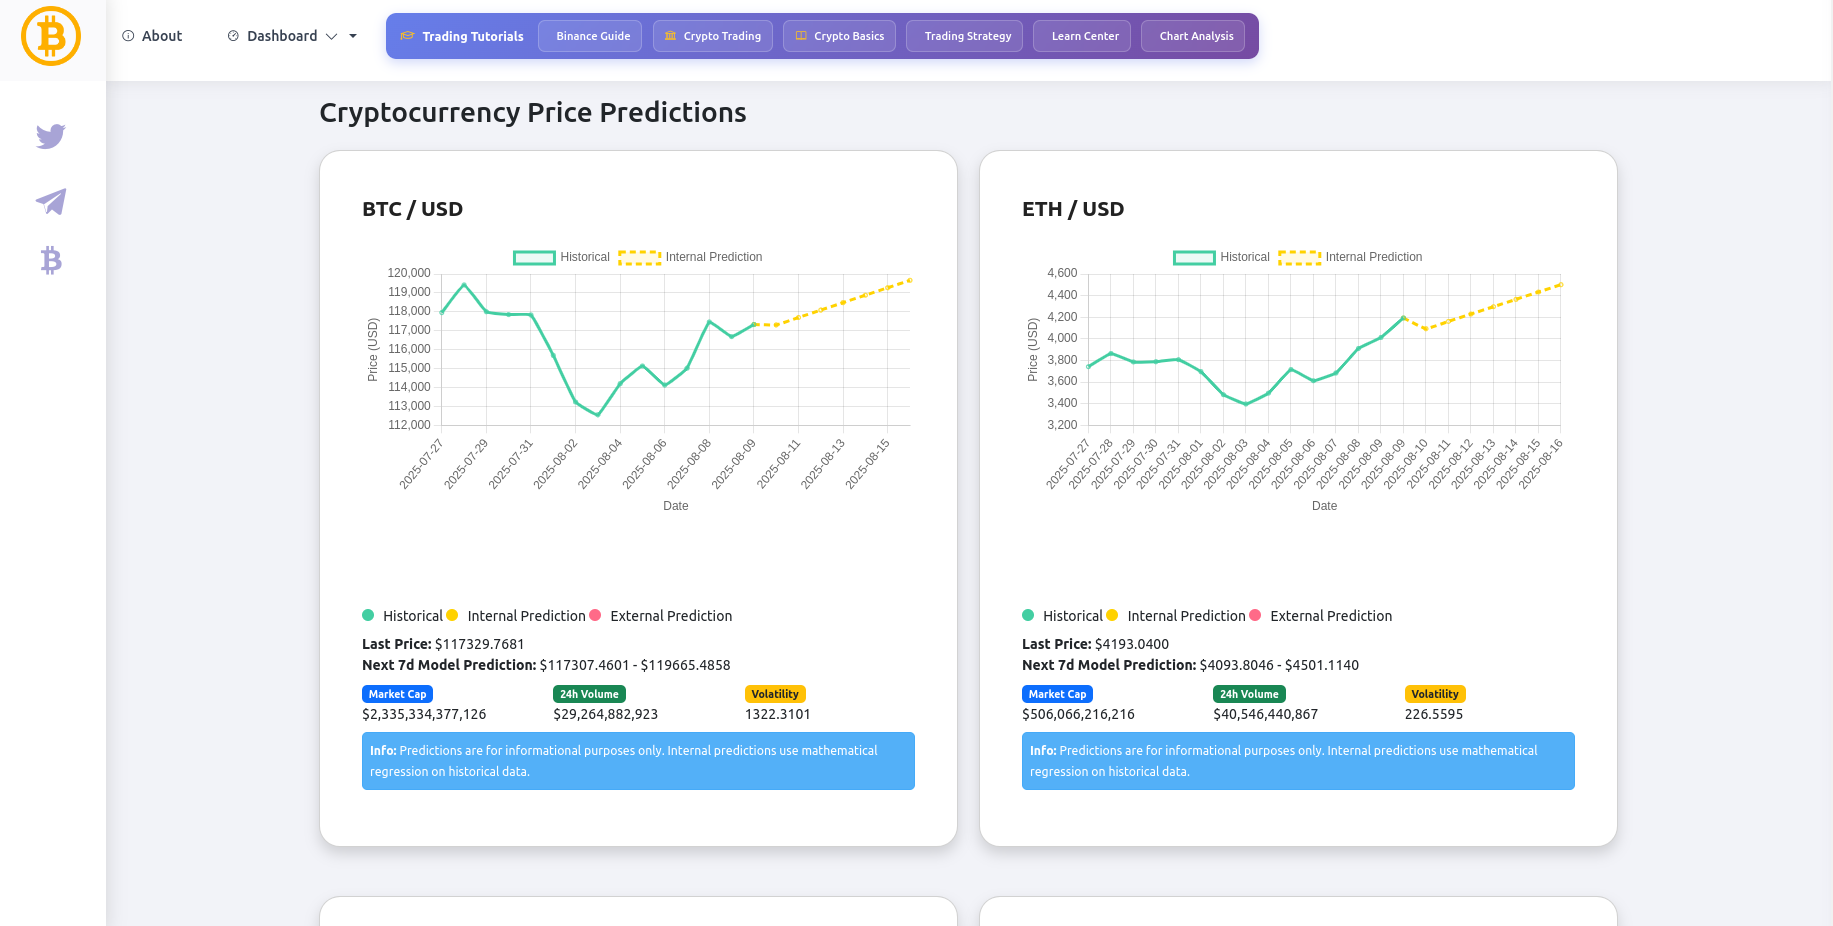 About
Dashboard
Trading Tutorials
Binance Guide
Crypto Trading
Crypto Basics
Trading Strategy
Learn Center
Chart Analysis
Cryptocurrency Price Predictions
BTC / USD
Historical Internal Prediction
120,000
119,000
118,000
117,000
116,000
115,000
114,000
113,000
112,000
Price (USD)
2025-07-27
2025-07-29
2025-07-31
2025-08-02
2025-08-04
2025-08-06
2025-08-08
2025-08-09
2025-08-11
2025-08-13
2025-08-15
Date
Historical Internal Prediction External Prediction
Last Price: $117329.7681
Next 7d Model Prediction: $117307.4601 - $119665.4858
Market Cap 24h Volume Volatility
$2,335,334,377,126 $29,264,882,923 1322.3101
Info: Predictions are for informational purposes only. Internal predictions use mathematical
regression on historical data.
ETH / USD
Historical Internal Prediction
4,600
4,400
4,200
4,000
3,800
3,600
3,400
3,200
Price (USD)
2025-07-27
2025-07-28
2025-07-29
2025-07-30
2025-07-31
2025-08-01
2025-08-02
2025-08-03
2025-08-04
2025-08-05
2025-08-06
2025-08-07
2025-08-08
2025-08-09
2025-08-09
2025-08-10
2025-08-11
2025-08-12
2025-08-13
2025-08-14
2025-08-15
2025-08-16
Date
Historical Internal Prediction External Prediction
Last Price: $4193.0400
Next 7d Model Prediction: $4093.8046 - $4501.1140
Market Cap 24h Volume Volatility
$506,066,216,216 $40,546,440,867 226.5595
Info: Predictions are for informational purposes only. Internal predictions use mathematical
regression on historical data.